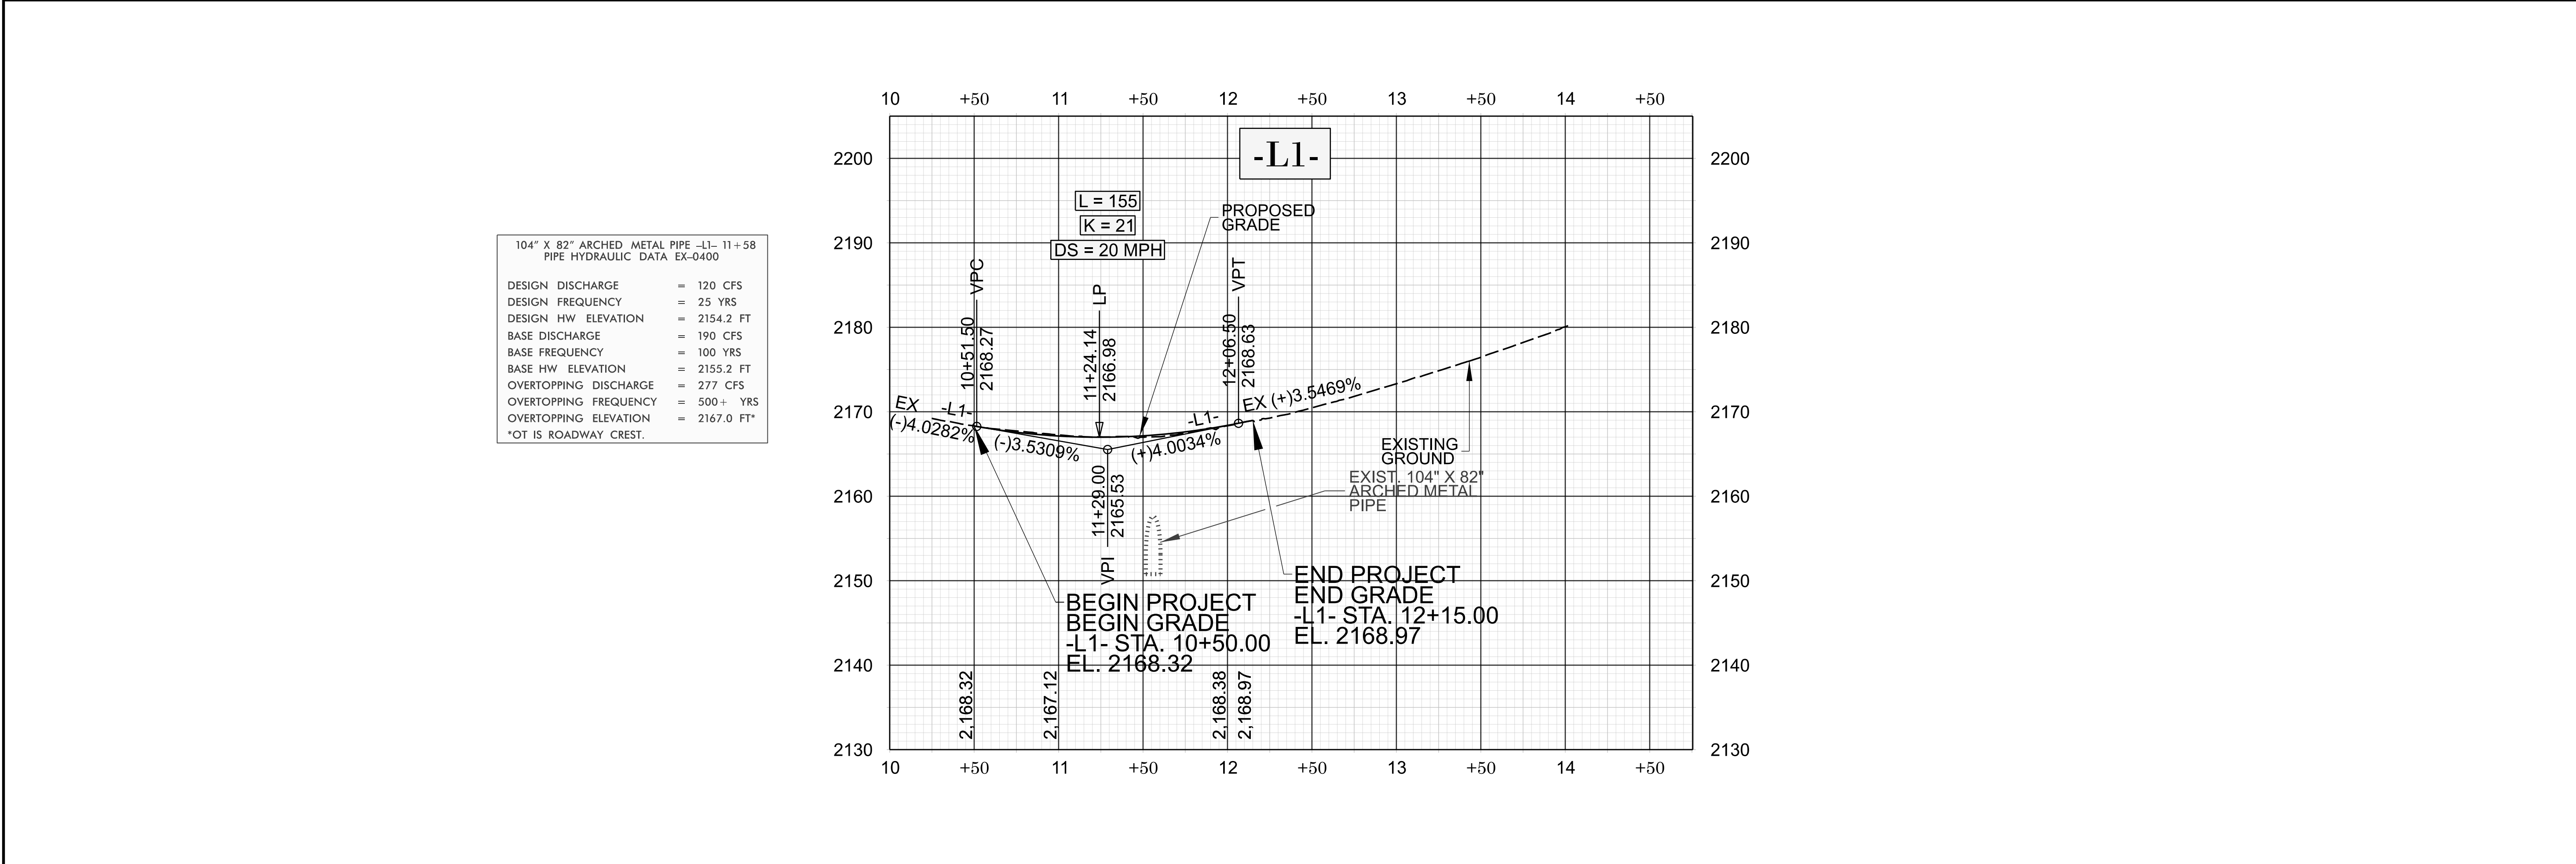 10 +50 11 +50 12 +50 13 +50 14 +50
-L1-
2200 2200
2190 2190
2180 2180
2170 2170
2160 2160
2150 2150
2140 2140
2130 2130
L = 155
K = 21
DS = 20 MPH
PROPOSED
GRADE
104" X 82" ARCHED METAL PIPE –L1– 11+58
PIPE HYDRAULIC DATA EX–0400
DESIGN DISCHARGE = 120 CFS
DESIGN FREQUENCY = 25 YRS
DESIGN HW ELEVATION = 2154.2 FT
BASE DISCHARGE = 190 CFS
BASE FREQUENCY = 100 YRS
BASE HW ELEVATION = 2155.2 FT
OVERTOPPING DISCHARGE = 277 CFS
OVERTOPPING FREQUENCY = 500+ YRS
OVERTOPPING ELEVATION = 2167.0 FT*
*OT IS ROADWAY CREST.
VPC
10+51.50
2168.27
LP
11+24.14
2166.98
VPT
12+06.50
2168.63
EX -L1-
(-)4.0282%
(-)3.5309%
(+)4.0034%
-L1-
EX (+)3.5469%
11+29.00
2165.53
VPI
EXISTING
GROUND
EXIST. 104" X 82"
ARCHED METAL
PIPE
BEGIN PROJECT
BEGIN GRADE
-L1- STA. 10+50.00
EL. 2168.32
END PROJECT
END GRADE
-L1- STA. 12+15.00
EL. 2168.97
2,168.32
2,167.12
2,168.38
2,168.97
10 +50 11 +50 12 +50 13 +50 14 +50